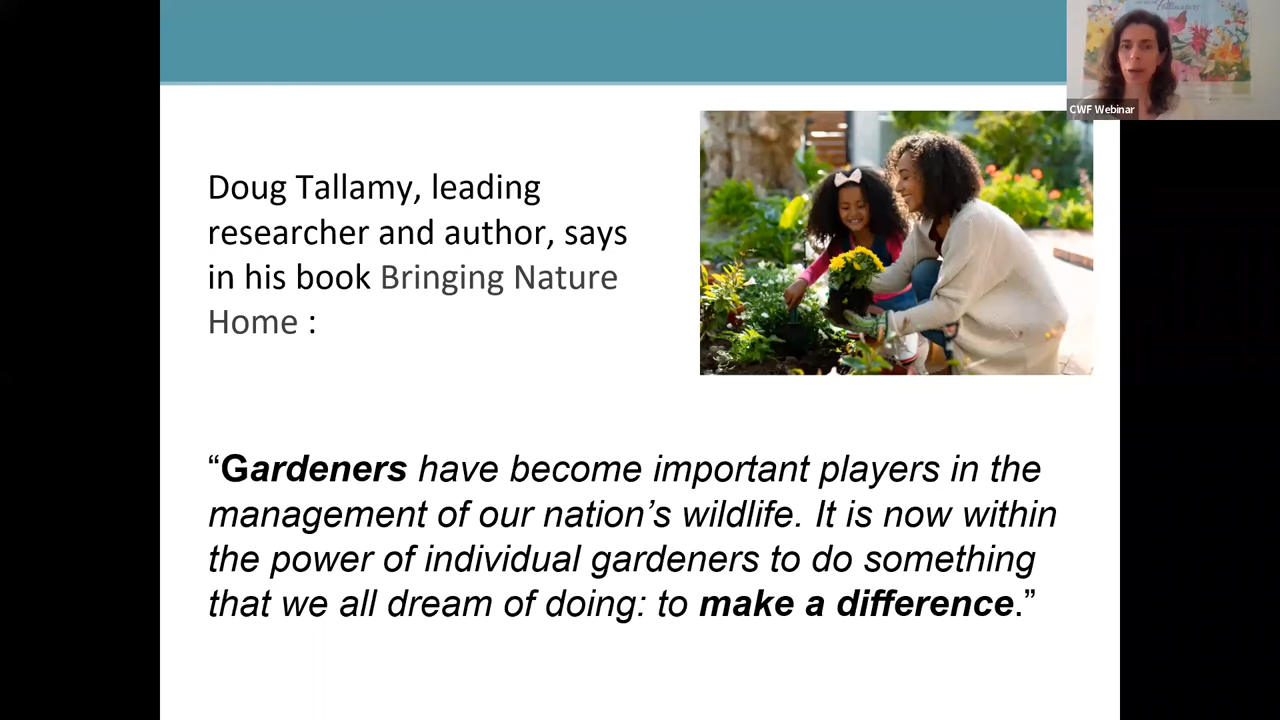 Pollinators
CWF Webinar
Doug Tallamy, leading
researcher and author, says
in his book Bringing Nature
Home :
“Gardeners have become important players in the
management of our nation’s wildlife. It is now within
the power of individual gardeners to do something
that we all dream of doing: to make a difference.”